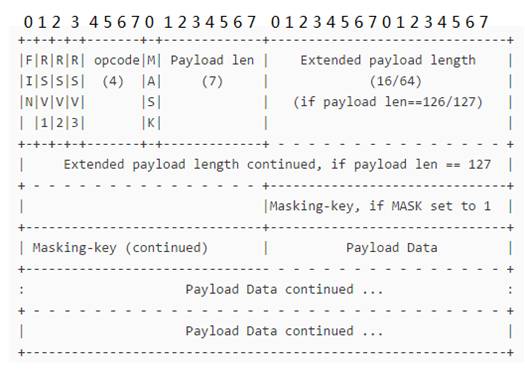 0 1 2 3 4 5 6 7 0 1 2 3 4 5 6 7 0 1 2 3 4 5 6 7 0 1 2 3 4 5 6 7
+-+-+-+-+-------+-+-------------+-------------------------------+
|F|R|R|R| opcode|M| Payload len |    Extended payload length    |
|I|S|S|S|  (4)  |A|     (7)     |             (16/64)           |
|N|V|V|V|       |S|             |   (if payload len==126/127)   |
| |1|2|3|       |K|             |                               |
+-+-+-+-+-------+-+-------------+ - - - - - - - - - - - - - - - +
|     Extended payload length continued, if payload len == 127  |
+ - - - - - - - - - - - - - - - +-------------------------------+
|                               |Masking-key, if MASK set to 1  |
+-------------------------------+-------------------------------+
| Masking-key (continued)       |          Payload Data         |
+-------------------------------- - - - - - - - - - - - - - - - +
:                     Payload Data continued ...                :
+ - - - - - - - - - - - - - - - - - - - - - - - - - - - - - - - +
|                     Payload Data continued ...                |
+---------------------------------------------------------------+